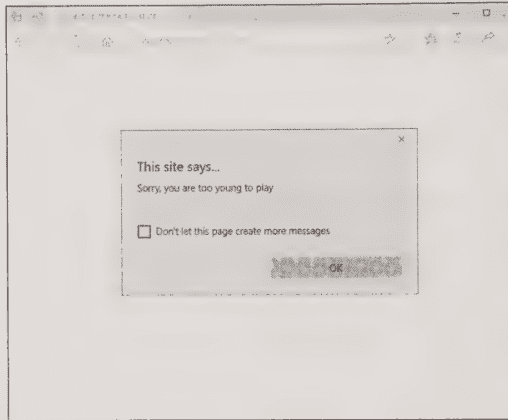 This site says...
Sorry, you are too young to play
Don't let this page create more messages
OK